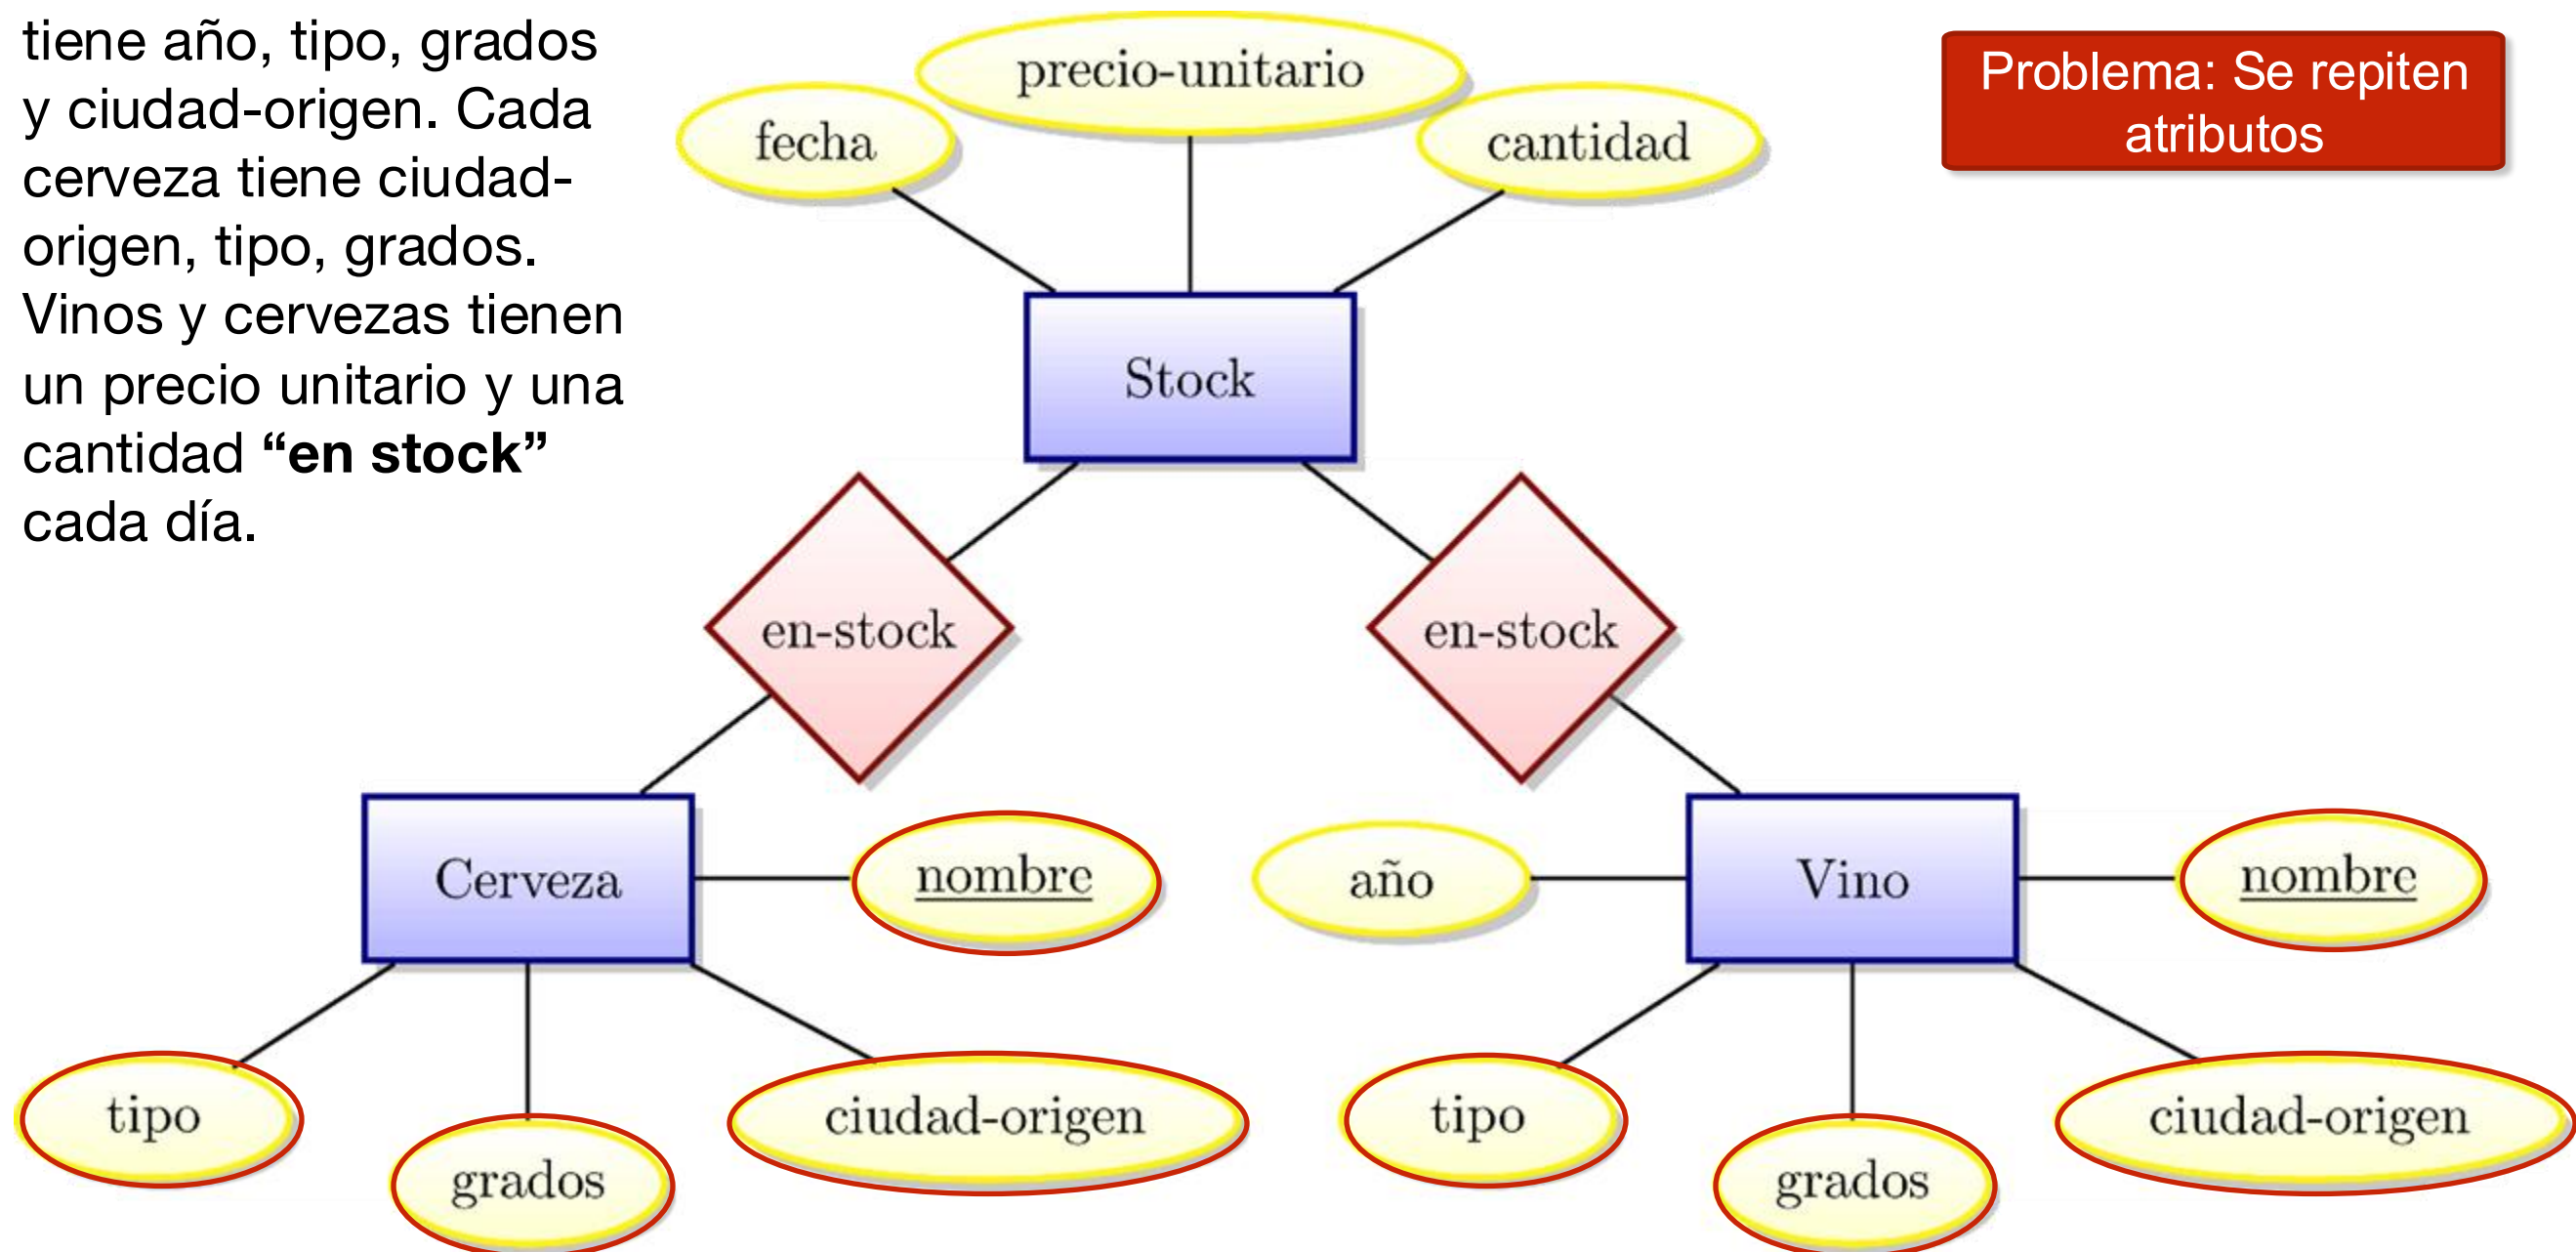 tiene año, tipo, grados
y ciudad-origen. Cada
cerveza tiene ciudad-
origen, tipo, grados.
Vinos y cervezas tienen
un precio unitario y una
cantidad “en stock”
cada día.
Problema: Se repiten
atributos
precio-unitario
fecha
cantidad
Stock
en-stock
en-stock
Cerveza
nombre
año
Vino
nombre
tipo
grados
ciudad-origen
tipo
grados
ciudad-origen